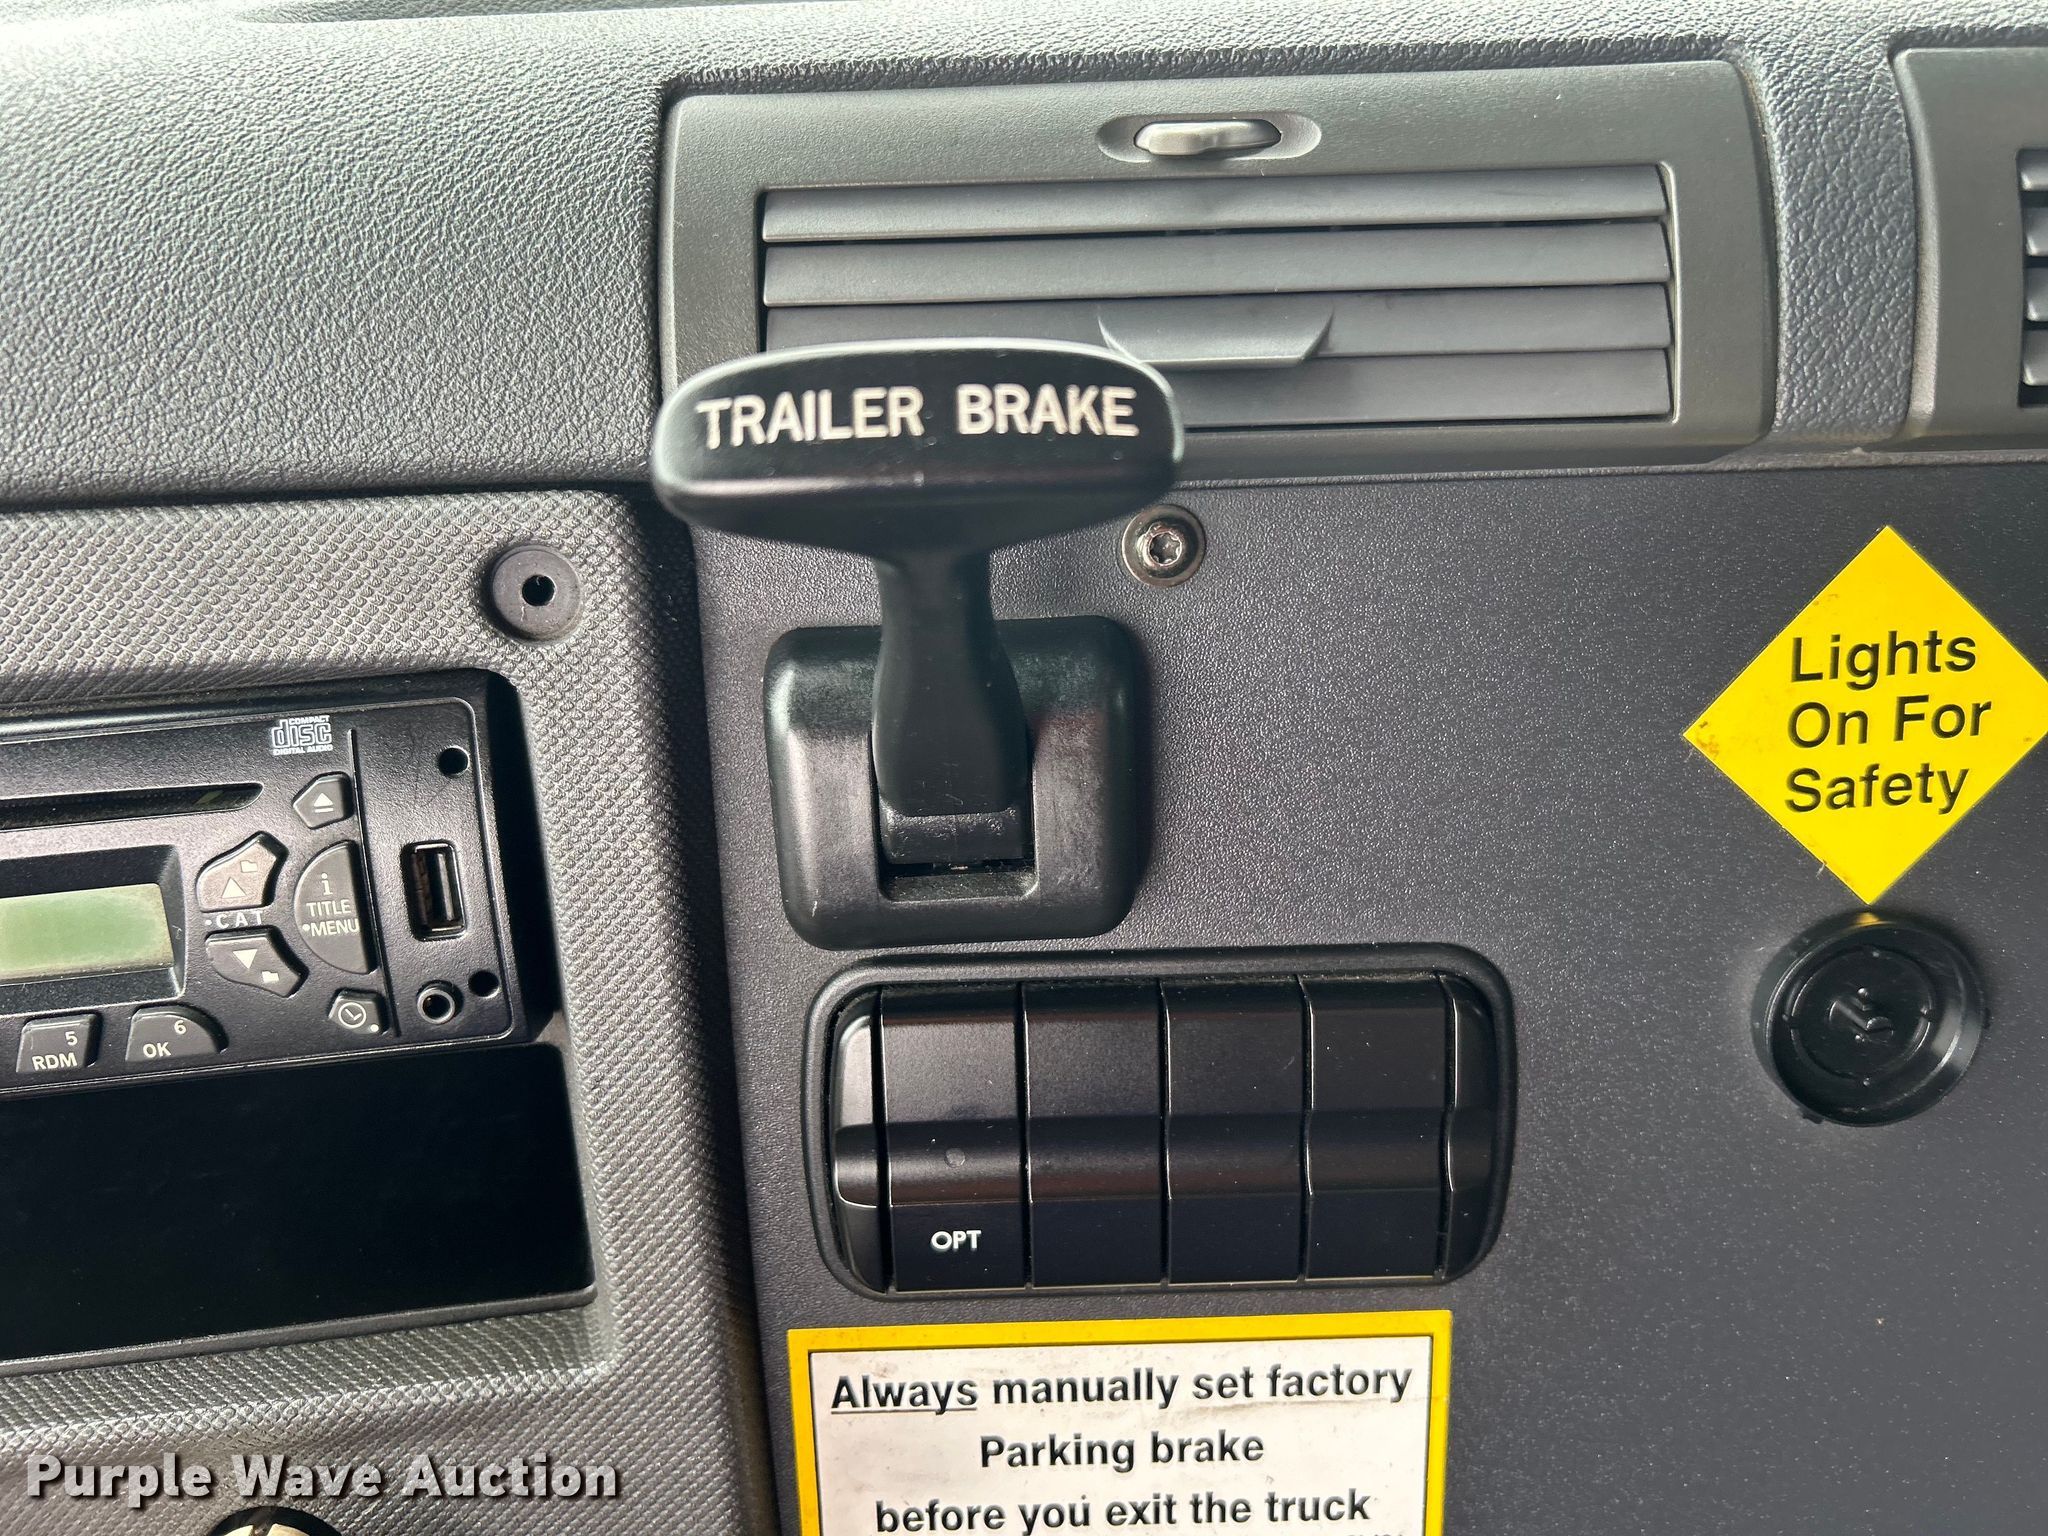 TRAILER BRAKE
Lights
On For
Safety
COMPACT
disc
DIGITAL AUDIO
CAT
i
TITLE
MENU
5
RDM
6
OK
OPT
Always manually set factory
Parking brake
before you exit the truck
Purple Wave Auction